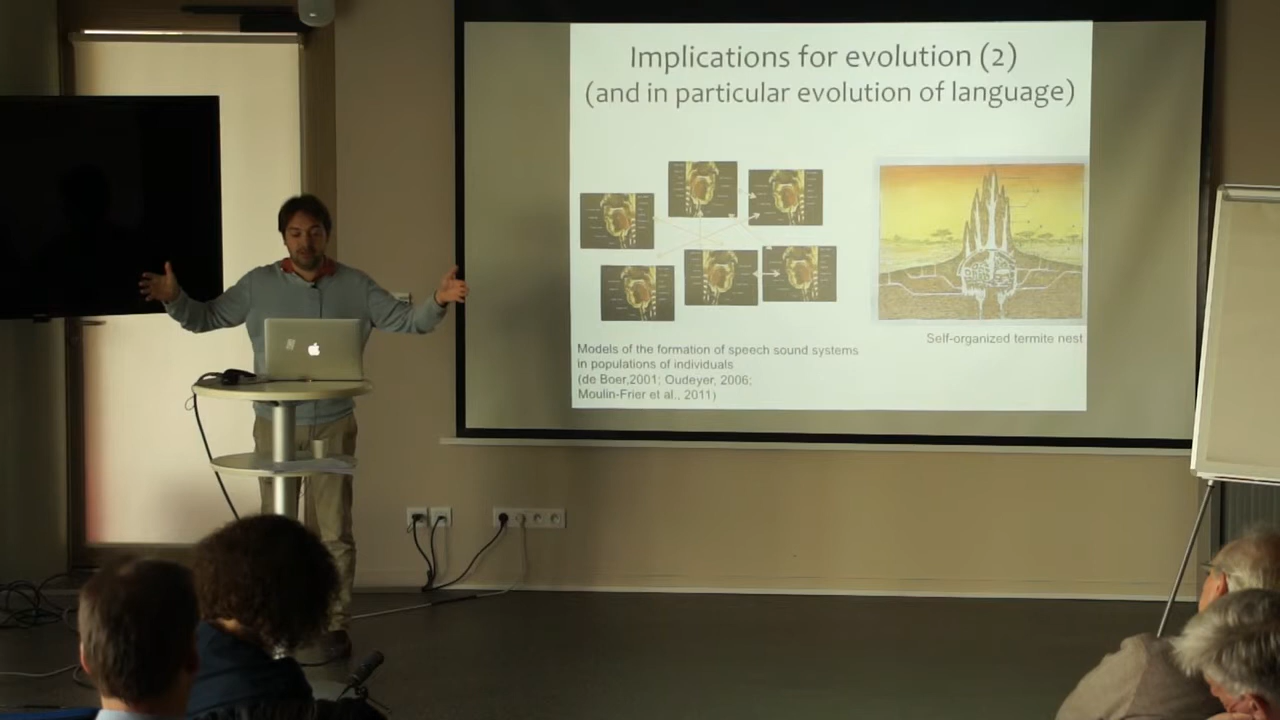 Implications for evolution (2)
(and in particular evolution of language)
Self-organized termite nest
Models of the formation of speech sound systems
in populations of individuals
(de Boer,2001; Oudeyer, 2006;
Moulin-Frier et al., 2011)